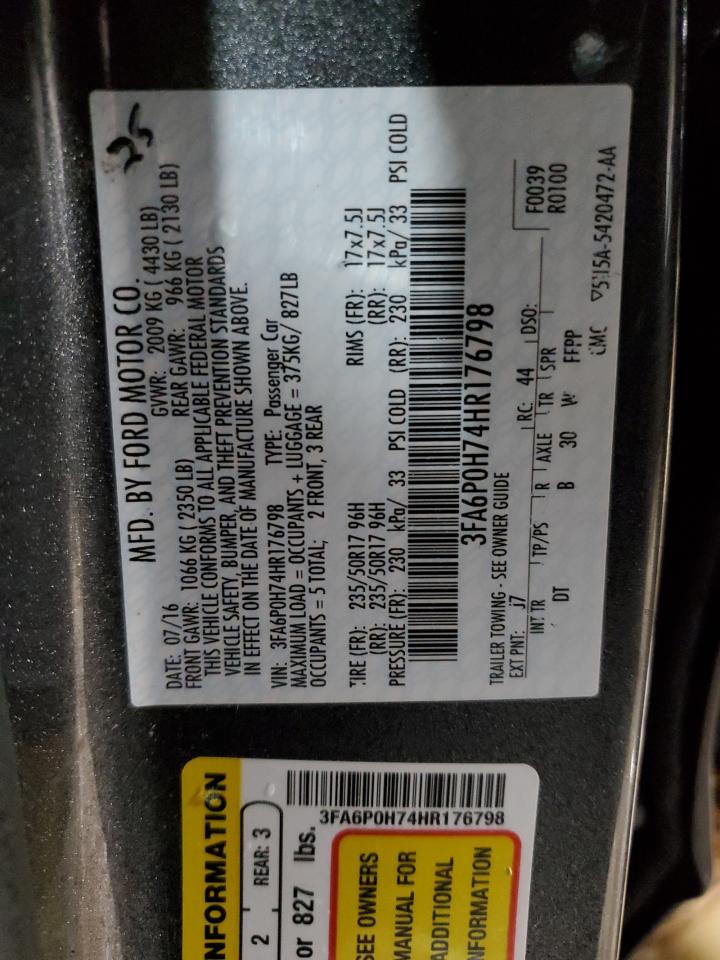 25
MFD. BY FORD MOTOR CO.
DATE: 07/16 GVWR: 2009 KG ( 4430 LB)
FRONT GAWR: 1066 KG ( 2350 LB) REAR GAWR: 966 KG ( 2130 LB)
THIS VEHICLE CONFORMS TO ALL APPLICABLE FEDERAL MOTOR
VEHICLE SAFETY, BUMPER, AND THEFT PREVENTION STANDARDS
IN EFFECT ON THE DATE OF MANUFACTURE SHOWN ABOVE.
VIN: 3FA6P0H74HR176798 TYPE: Passenger Car
MAXIMUM LOAD = OCCUPANTS + LUGGAGE = 375KG/ 827LB
OCCUPANTS = 5 TOTAL; 2 FRONT, 3 REAR
TIRE (FR): 235/50R17 96H RIMS (FR): 17x7.5J
(RR): 235/50R17 96H (RR): 17x7.5J
PRESSURE (FR): 230 kPa/ 33 PSI COLD (RR): 230 kPa/ 33 PSI COLD
3FA6P0H74HR176798
TRAILER TOWING - SEE OWNER GUIDE
EXT PNT: J7 RC: 44 DSO: F0039
INT TR TP/PS R AXLE TR SPR R0100
DT B 30 W FFPP
5420472-AA
NFORMATION
2 REAR: 3
or 827 lbs.
3FA6P0H74HR176798
SEE OWNERS
MANUAL FOR
ADDITIONAL
NFORMATION